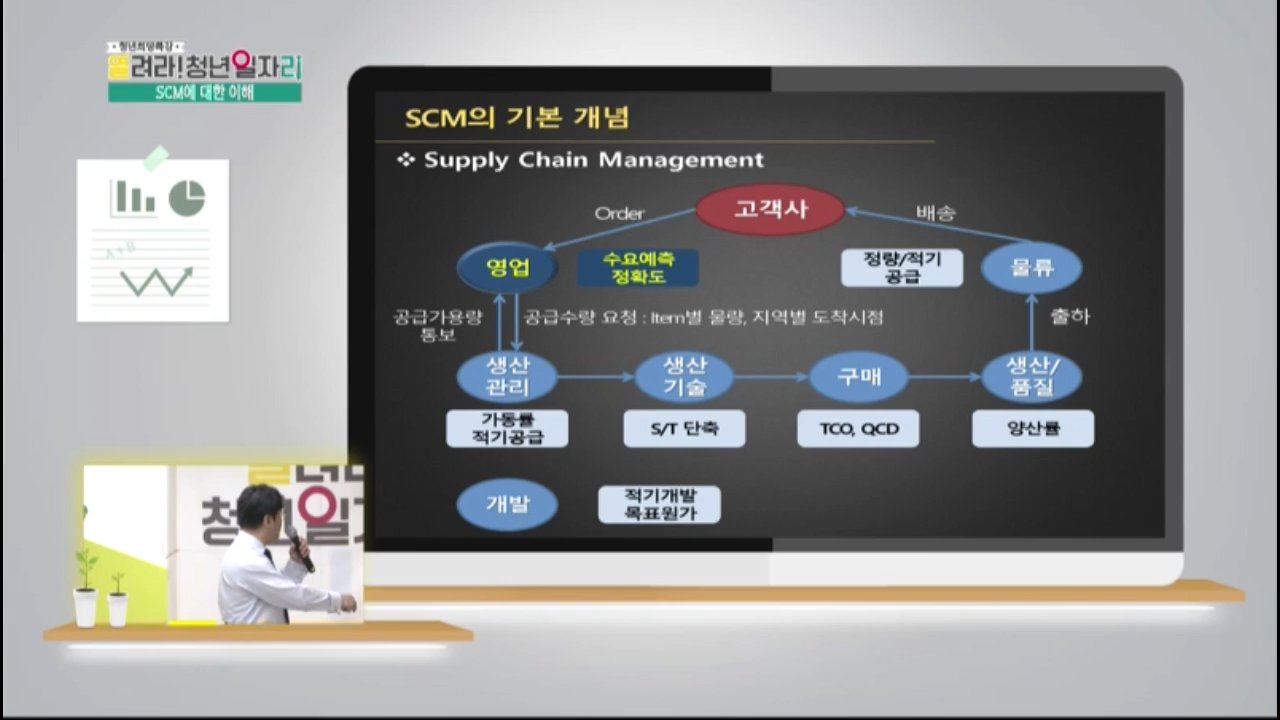 청년희망특강
열려라! 청년일자리
SCM에 대한 이해
SCM의 기본 개념
❖ Supply Chain Management
고객사
Order
배송
영업
수요예측
정확도
정량/적기
공급
물류
공급가용량
통보
공급수량 요청 : Item별 물량, 지역별 도착시점
출하
생산
관리
생산
기술
구매
생산/
품질
가동률
적기공급
S/T 단축
TCO, QCD
양산률
개발
적기개발
목표원가
A+B
청년일자